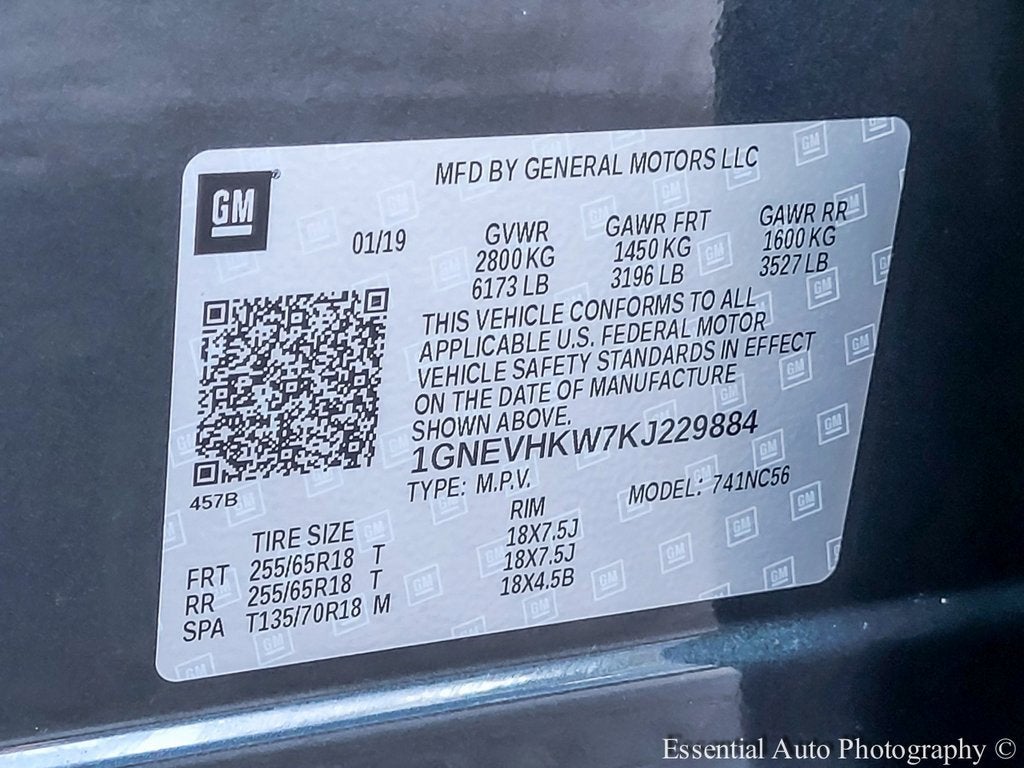 GM
MFD BY GENERAL MOTORS LLC
01/19
GVWR
2800 KG
6173 LB
GAWR FRT
1450 KG
3196 LB
GAWR RR
1600 KG
3527 LB
THIS VEHICLE CONFORMS TO ALL
APPLICABLE U.S. FEDERAL MOTOR
VEHICLE SAFETY STANDARDS IN EFFECT
ON THE DATE OF MANUFACTURE
SHOWN ABOVE.
1GNEVHKW7KJ229884
TYPE: M.P.V. MODEL: 741NC56
457B
TIRE SIZE RIM
FRT 255/65R18 T 18X7.5J
RR 255/65R18 T 18X7.5J
SPA T135/70R18 M 18X4.5B
Essential Auto Photography ©